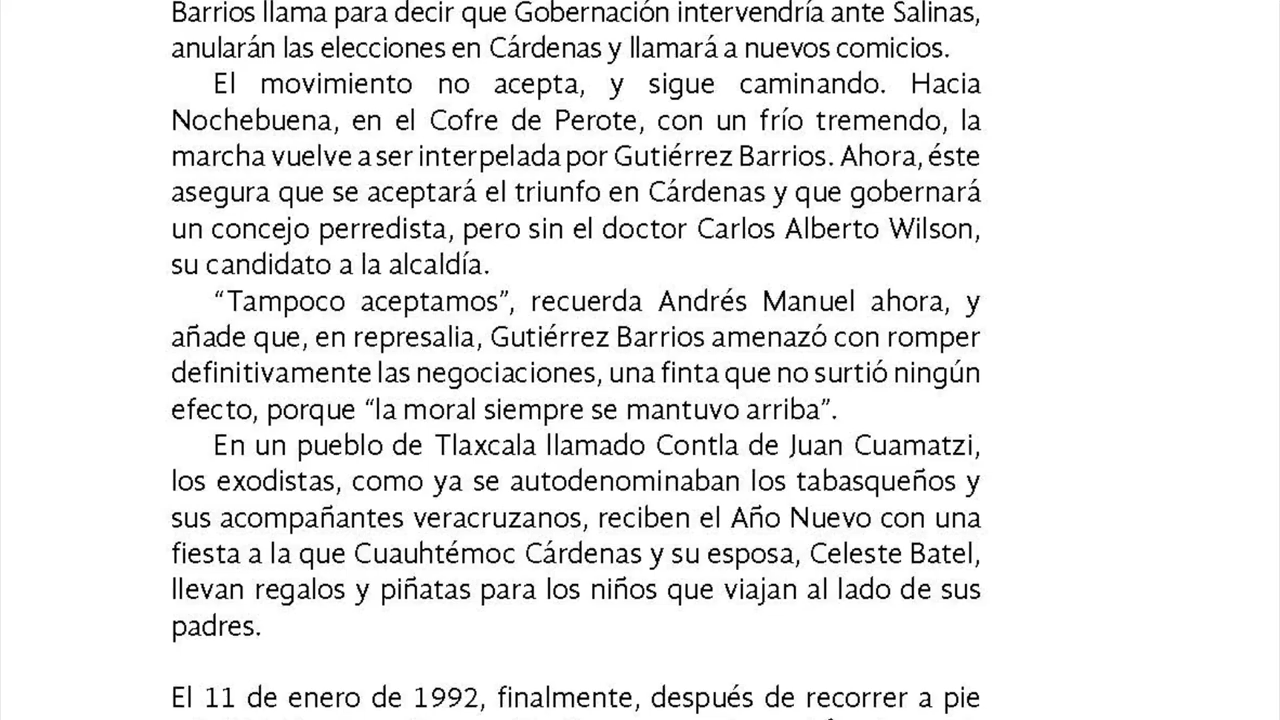 Barrios llama para decir que Gobernación intervendría ante Salinas,
anularán las elecciones en Cárdenas y llamará a nuevos comicios.
El movimiento no acepta, y sigue caminando. Hacia
Nochebuena, en el Cofre de Perote, con un frío tremendo, la
marcha vuelve a ser interpelada por Gutiérrez Barrios. Ahora, éste
asegura que se aceptará el triunfo en Cárdenas y que gobernará
un concejo perredista, pero sin el doctor Carlos Alberto Wilson,
su candidato a la alcaldía.
“Tampoco aceptamos”, recuerda Andrés Manuel ahora, y
añade que, en represalia, Gutiérrez Barrios amenazó con romper
definitivamente las negociaciones, una finta que no surtió ningún
efecto, porque “la moral siempre se mantuvo arriba”.
En un pueblo de Tlaxcala llamado Contla de Juan Cuamatzi,
los exodistas, como ya se autodenominaban los tabasqueños y
sus acompañantes veracruzanos, reciben el Año Nuevo con una
fiesta a la que Cuauhtémoc Cárdenas y su esposa, Celeste Batel,
llevan regalos y piñatas para los niños que viajan al lado de sus
padres.
El 11 de enero de 1992, finalmente, después de recorrer a pie